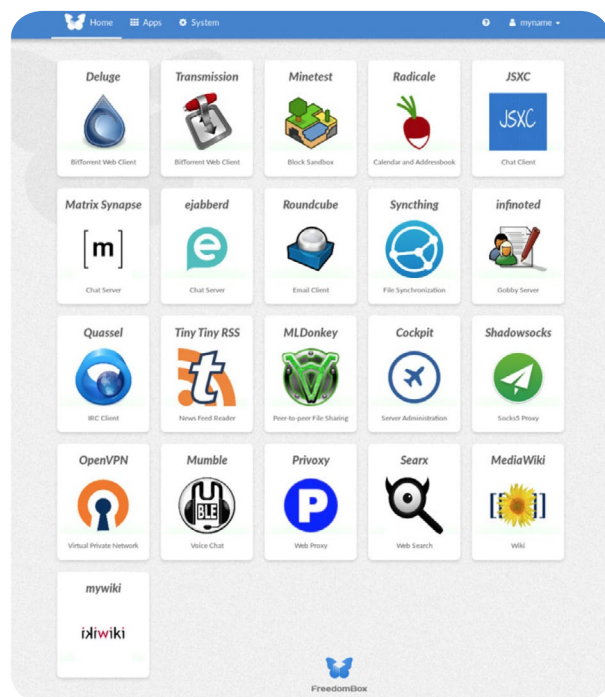 Home Apps System myname
Deluge Transmission Minetest Radicale JSXC
JSXC
BitTorrent Web Client BitTorrent Web Client Block Sandbox Calendar and Addressbook Chat Client
Matrix Synapse ejabberd Roundcube Syncthing infinoted
[m] e
Chat Server Chat Server Email Client File Synchronization Gobby Server
Quassel Tiny Tiny RSS MLDonkey Cockpit Shadowsocks
t
IRC Client News Feed Reader Peer-to-peer File Sharing Server Administration Socks5 Proxy
OpenVPN Mumble Privoxy Searx MediaWiki
BLE P [[ ]]
Virtual Private Network Voice Chat Web Proxy Web Search Wiki
mywiki
ikiwiki
FreedomBox